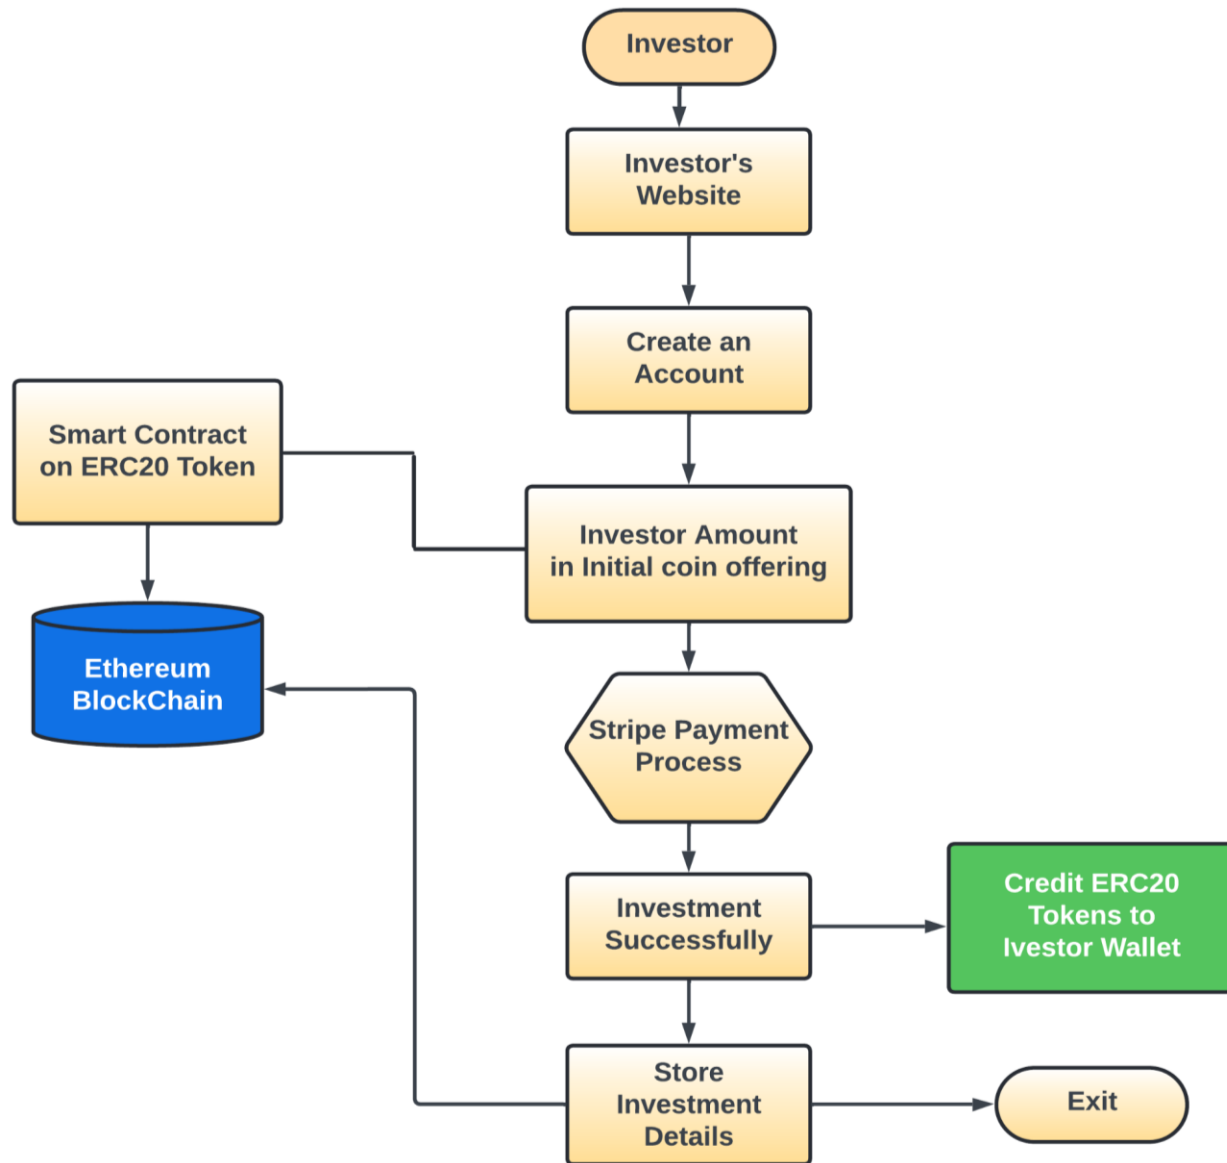 Investor
Investor's
Website
Create an
Account
Smart Contract
on ERC20 Token
Investor Amount
in Initial coin offering
Ethereum
BlockChain
Stripe Payment
Process
Investment
Successfully
Credit ERC20
Tokens to
Ivestor Wallet
Store
Investment
Details
Exit